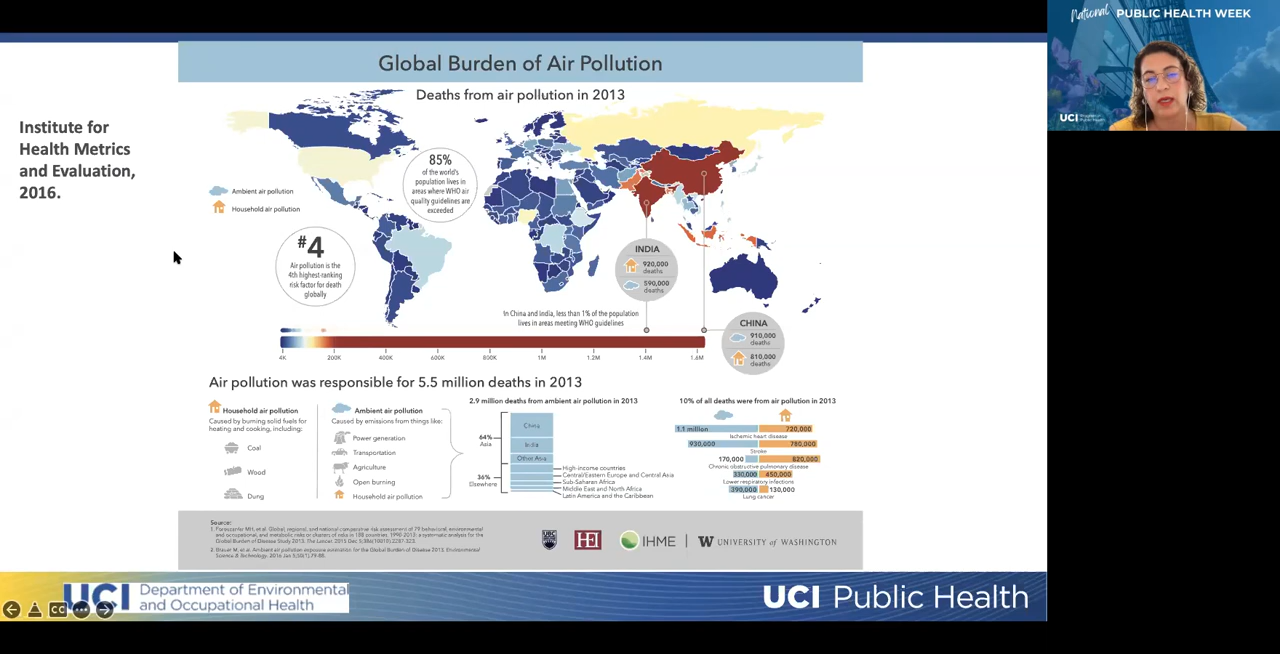 National PUBLIC HEALTH WEEK
UCI
Global Burden of Air Pollution
Institute for
Health Metrics
and Evaluation,
2016.
Deaths from air pollution in 2013
85%
of the world's
population lives in
areas where WHO air
quality guidelines are
exceeded
Ambient air pollution
Household air pollution
#4
Air pollution is the
4th highest-ranking
risk factor for death
globally
INDIA
920,000
deaths
590,000
deaths
In China and India, less than 1% of the population
lives in areas meeting WHO guidelines
CHINA
910,000
deaths
810,000
deaths
4K 200K 400K 600K 800K 1M 1.2M 1.4M 1.6M
Air pollution was responsible for 5.5 million deaths in 2013
Household air pollution
Caused by burning solid fuels for
heating and cooking, including:
Coal
Wood
Dung
Ambient air pollution
Caused by emissions from things like:
Power generation
Transportation
Agriculture
Open burning
Household air pollution
2.9 million deaths from ambient air pollution in 2013
64%
Asia
36%
Elsewhere
China
India
Other Asia
High-income countries
Central/Eastern Europe and Central Asia
Sub-Saharan Africa
Middle East and North Africa
Latin America and the Caribbean
10% of all deaths were from air pollution in 2013
1.1 million 720,000
Ischemic heart disease
930,000 780,000
Stroke
170,000 820,000
Chronic obstructive pulmonary disease
330,000 450,000
Lower respiratory infections
390,000 130,000
Lung cancer
Source:
HEI
IHME
W UNIVERSITY of WASHINGTON
UCI Department of Environmental
and Occupational Health
CC
UCI Public Health